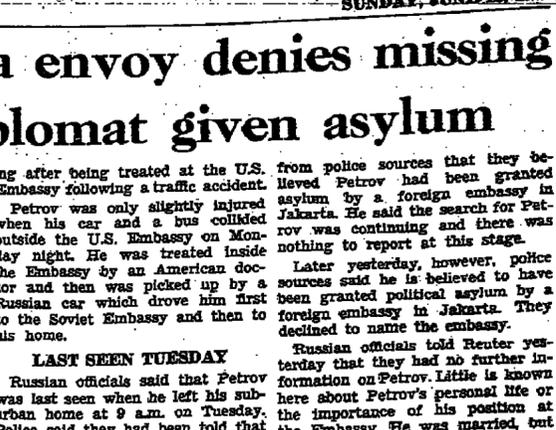 SUNDAY,
a envoy denies missing
plomat given asylum
ng after being treated at the U.S.
Embassy following a traffic accident.
Petrov was only slightly injured
when his car and a bus collided
outside the U.S. Embassy on Mon-
day night. He was treated inside
the Embassy by an American doc-
tor and then was picked up by a
Russian car which drove him first
to the Soviet Embassy and then to
his home.
LAST SEEN TUESDAY
Russian officials said that Petrov
was last seen when he left his sub-
urban home at 9 a.m. on Tuesday.
Police said they had been told that
from police sources that they be-
lieved Petrov had been granted
asylum by a foreign embassy in
Jakarta. He said the search for Pet-
rov was continuing and there was
nothing to report at this stage.
Later yesterday, however, police
sources said he is believed to have
been granted political asylum by a
foreign embassy in Jakarta. They
declined to name the embassy.
Russian officials told Reuter yes-
terday that they had no further in-
formation on Petrov. Little is known
here about Petrov's personal life or
the importance of his position at
the Embassy. He was married, but